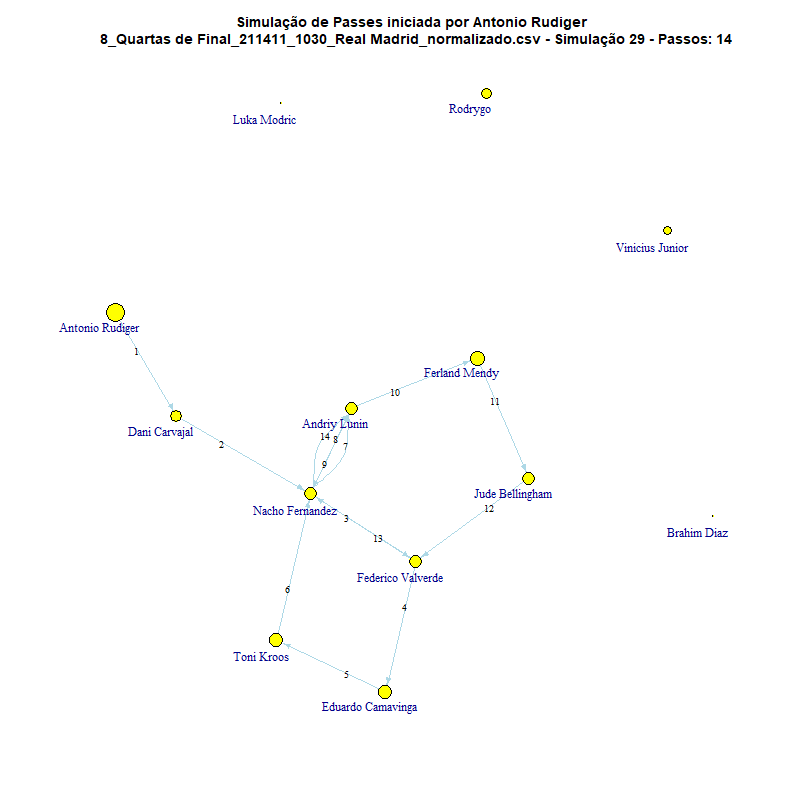 Simulação de Passes iniciada por Antonio Rudiger
8_Quartas de Final_211411_1030_Real Madrid_normalizado.csv - Simulação 29 - Passos: 14
Rodrygo
Luka Modric
Vinicius Junior
Antonio Rudiger
1
Ferland Mendy
10
11
Andriy Lunin
Dani Carvajal
14
8
7
2
9
Jude Bellingham
Nacho Fernandez
12
3
Brahim Diaz
13
Federico Valverde
6
4
Toni Kroos
5
Eduardo Camavinga